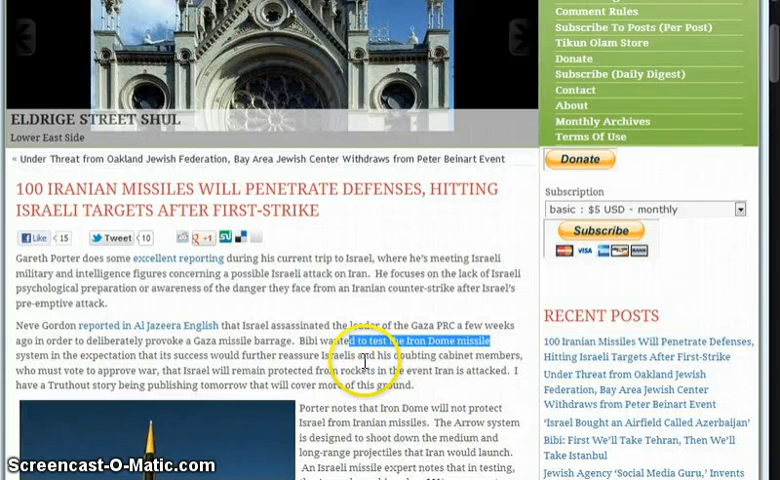 Comment Rules
Subscribe To Posts (Per Post)
Tikun Olam Store
Donate
Subscribe (Daily Digest)
Contact
About
Monthly Archives
Terms Of Use
ELDRIGE STREET SHUL
Lower East Side
« Under Threat from Oakland Jewish Federation, Bay Area Jewish Center Withdraws from Peter Beinart Event
100 IRANIAN MISSILES WILL PENETRATE DEFENSES, HITTING
ISRAELI TARGETS AFTER FIRST-STRIKE
Like 15 Tweet 10 +1
Gareth Porter does some excellent reporting during his current trip to Israel, where he's meeting Israeli
military and intelligence figures concerning a possible Israeli attack on Iran. He focuses on the lack of Israeli
psychological preparation or awareness of the danger they face from an Iranian counter-strike after Israel's
pre-emptive attack.
Neve Gordon reported in Al Jazeera English that Israel assassinated the leader of the Gaza PRC a few weeks
ago in order to deliberately provoke a Gaza missile barrage. Bibi wanted to test the Iron Dome missile
system in the expectation that its success would further reassure Israelis and his doubting cabinet members,
who must vote to approve war, that Israel will remain protected from rockets in the event Iran is attacked. I
have a Truthout story being publishing tomorrow that will cover more of this ground.
Porter notes that Iron Dome will not protect
Israel from Iranian missiles. The Arrow system
is designed to shoot down the medium and
long-range projectiles that Iran would launch.
An Israeli missile expert notes that in testing,
Donate
Subscription
basic : $5 USD - monthly
Subscribe
VISA
RECENT POSTS
100 Iranian Missiles Will Penetrate Defenses,
Hitting Israeli Targets After First-Strike
Under Threat from Oakland Jewish
Federation, Bay Area Jewish Center
Withdraws from Peter Beinart Event
'Israel Bought an Airfield Called Azerbaijan'
Bibi: First We'll Take Tehran, Then We'll
Take Istanbul
Jewish Agency 'Social Media Guru,' Invents
Screencast-O-Matic.com